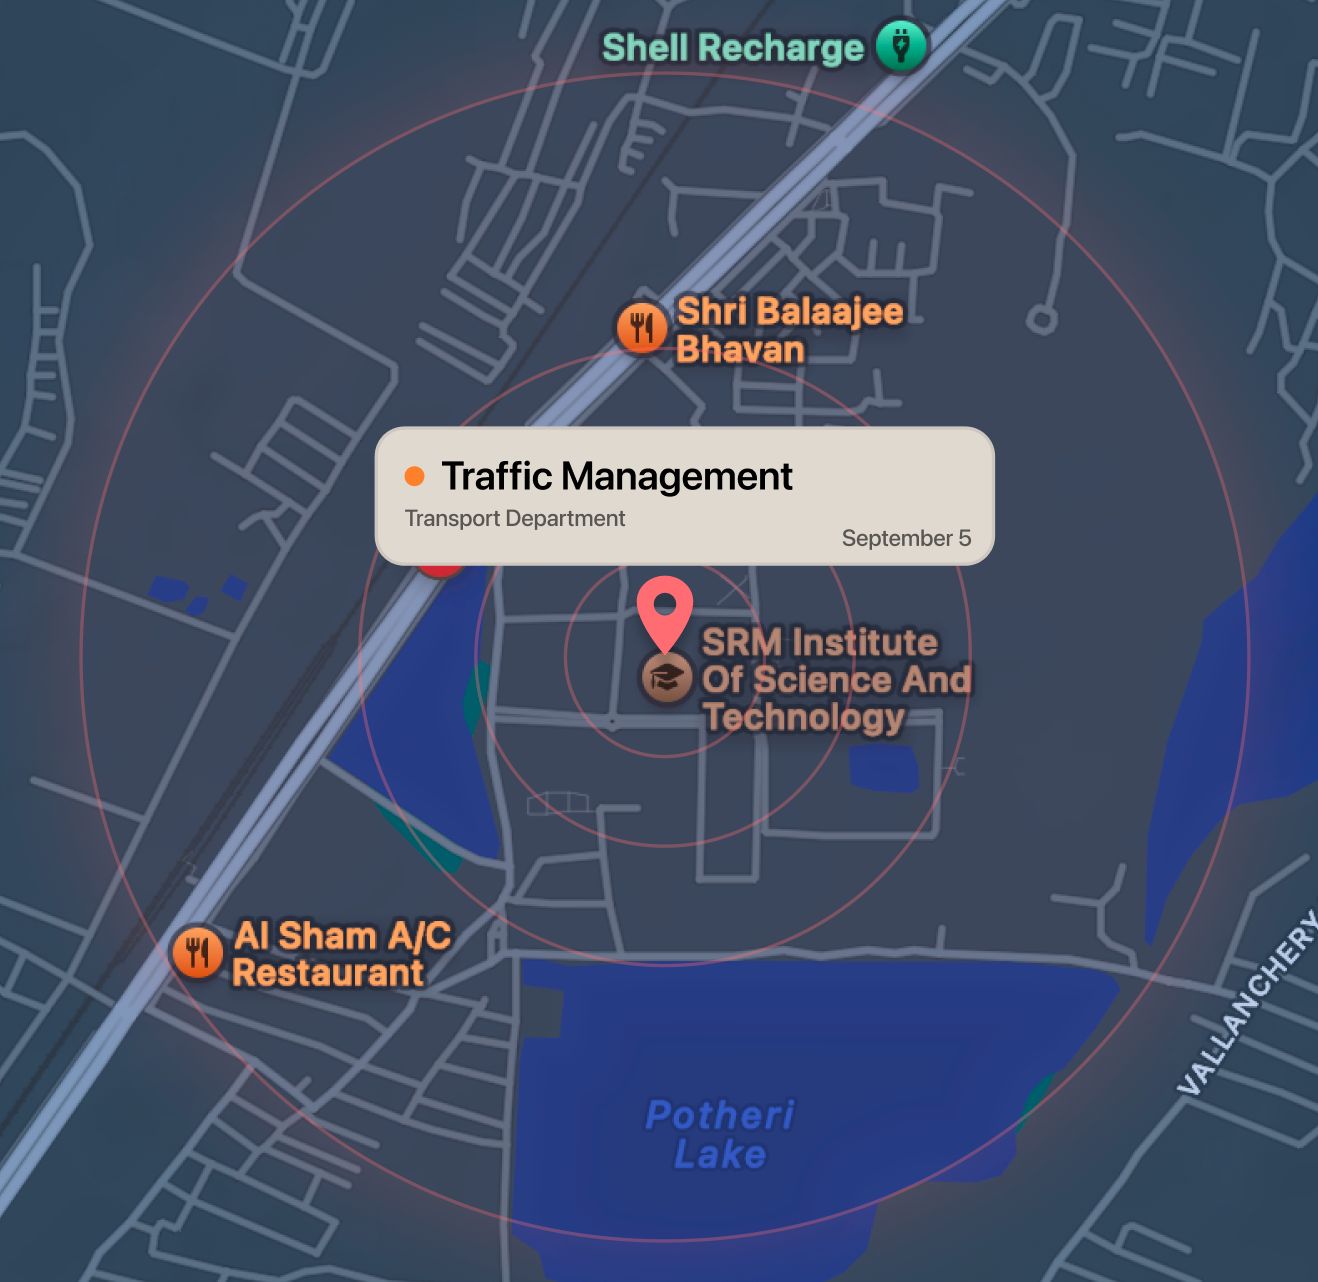 Shell Recharge
Shri Balaajee
Bhavan
Traffic Management
Transport Department
September 5
SRM Institute
Of Science And
Technology
Al Sham A/C
Restaurant
VALLANCHERY
Potheri
Lake